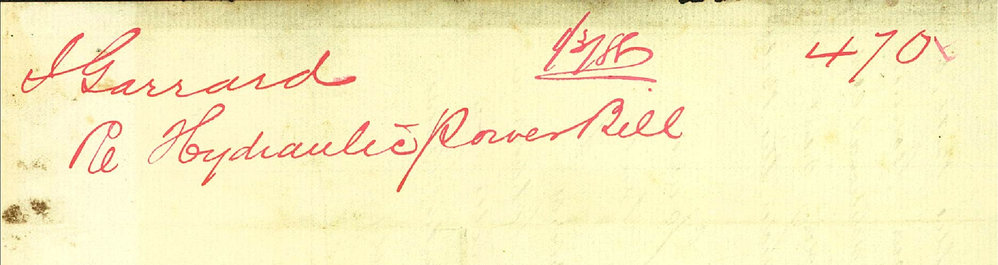 J Garrard 1/3/86 470
Re Hydraulic Power Bill